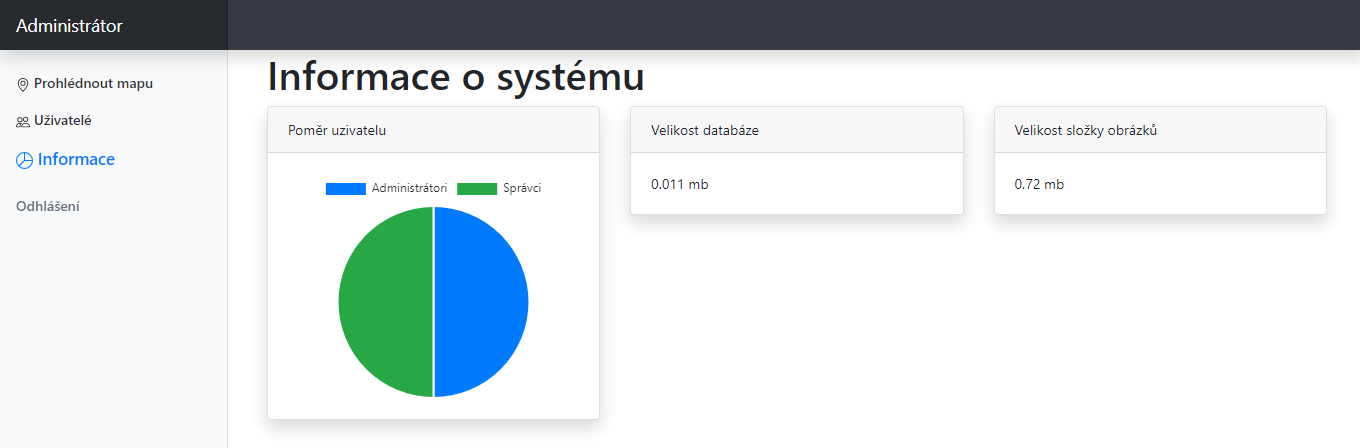 Administrátor
Prohlédnout mapu
Uživatelé
Informace
Odhlášení
Informace o systému
Poměr uzivatelu
Administrátori
Správci
Velikost databáze
0.011 mb
Velikost složky obrázků
0.72 mb